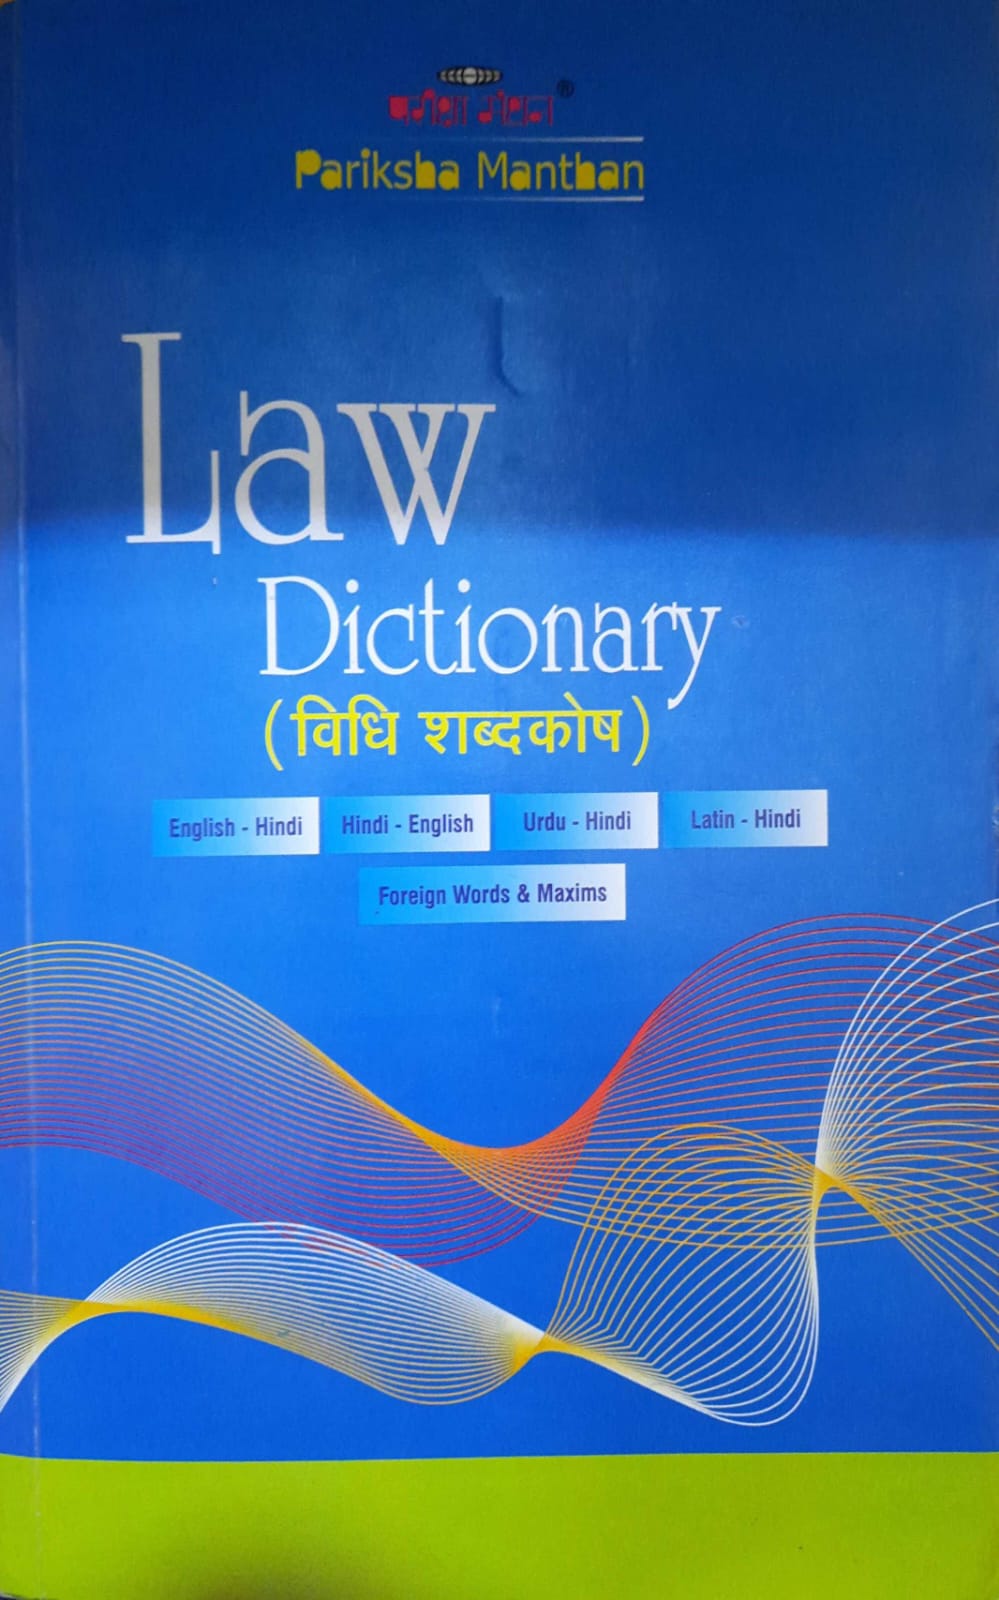 परीक्षा मंथन®
Pariksha Manthan
Law
Dictionary
(विधि शब्दकोष)
English - Hindi
Hindi - English
Urdu - Hindi
Latin - Hindi
Foreign Words & Maxims